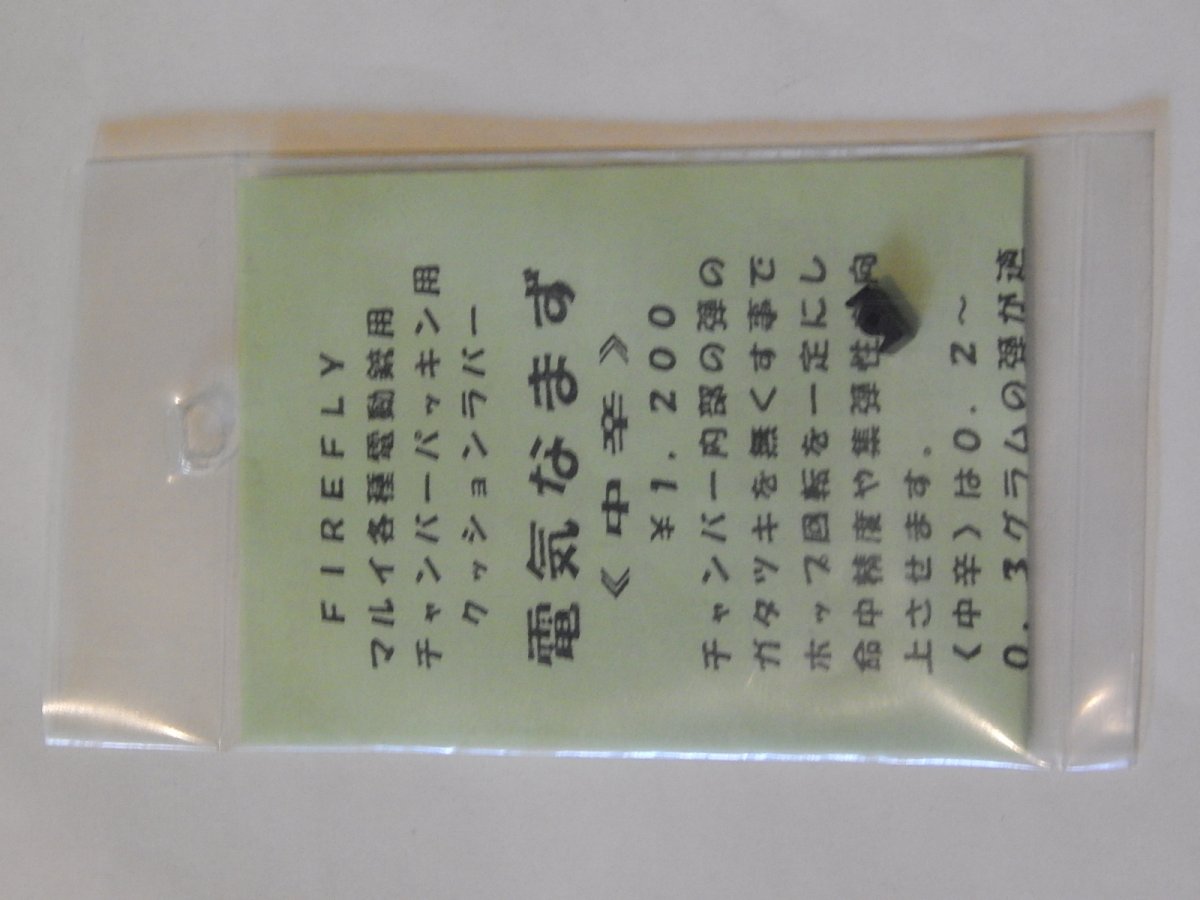 FIREFLY
マルイ各種電動銃用
チャンバーパッキン用
クッションラバー
電気なまず
《中辛》
¥1,200
チャンバー内部の弾の
ガタツキを無くす事で
ホップ回転を一定にし
命中精度や集弾性 向
上させます。
《中辛》は0.2～
0.3グラムの弾が適